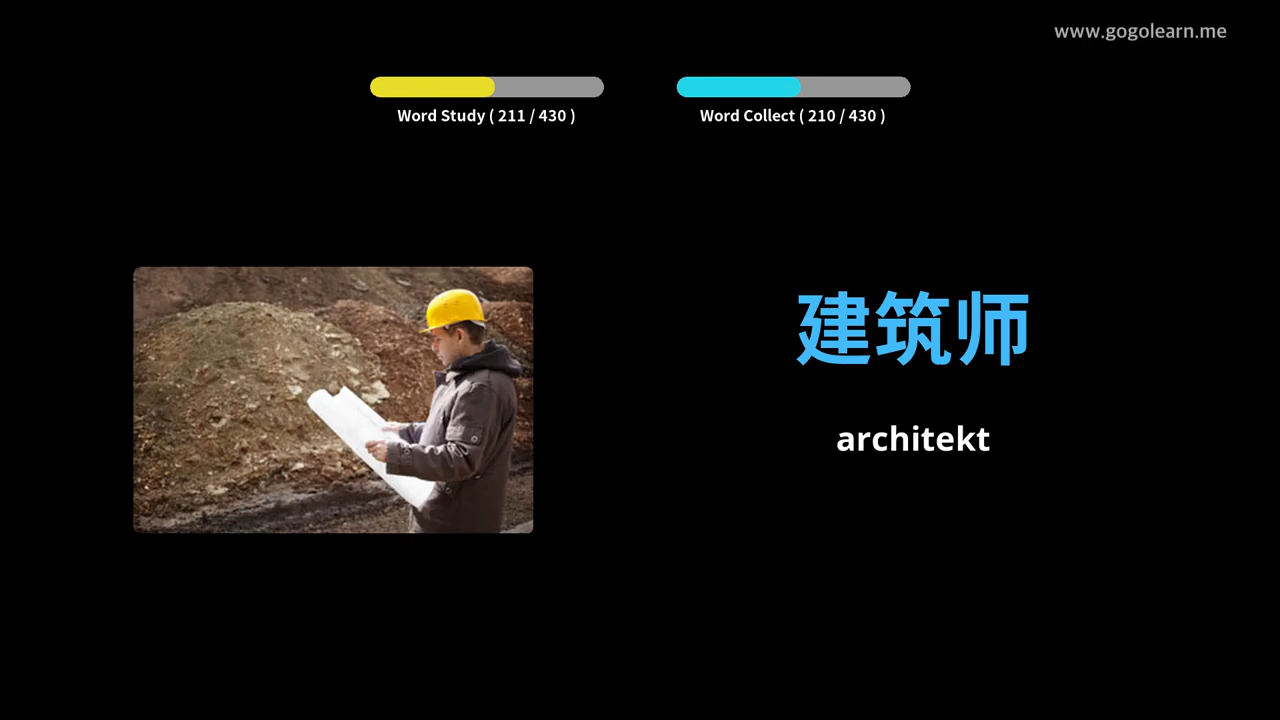 www.gogolearn.me
Word Study ( 211 / 430 )
Word Collect ( 210 / 430 )
建筑师
architekt